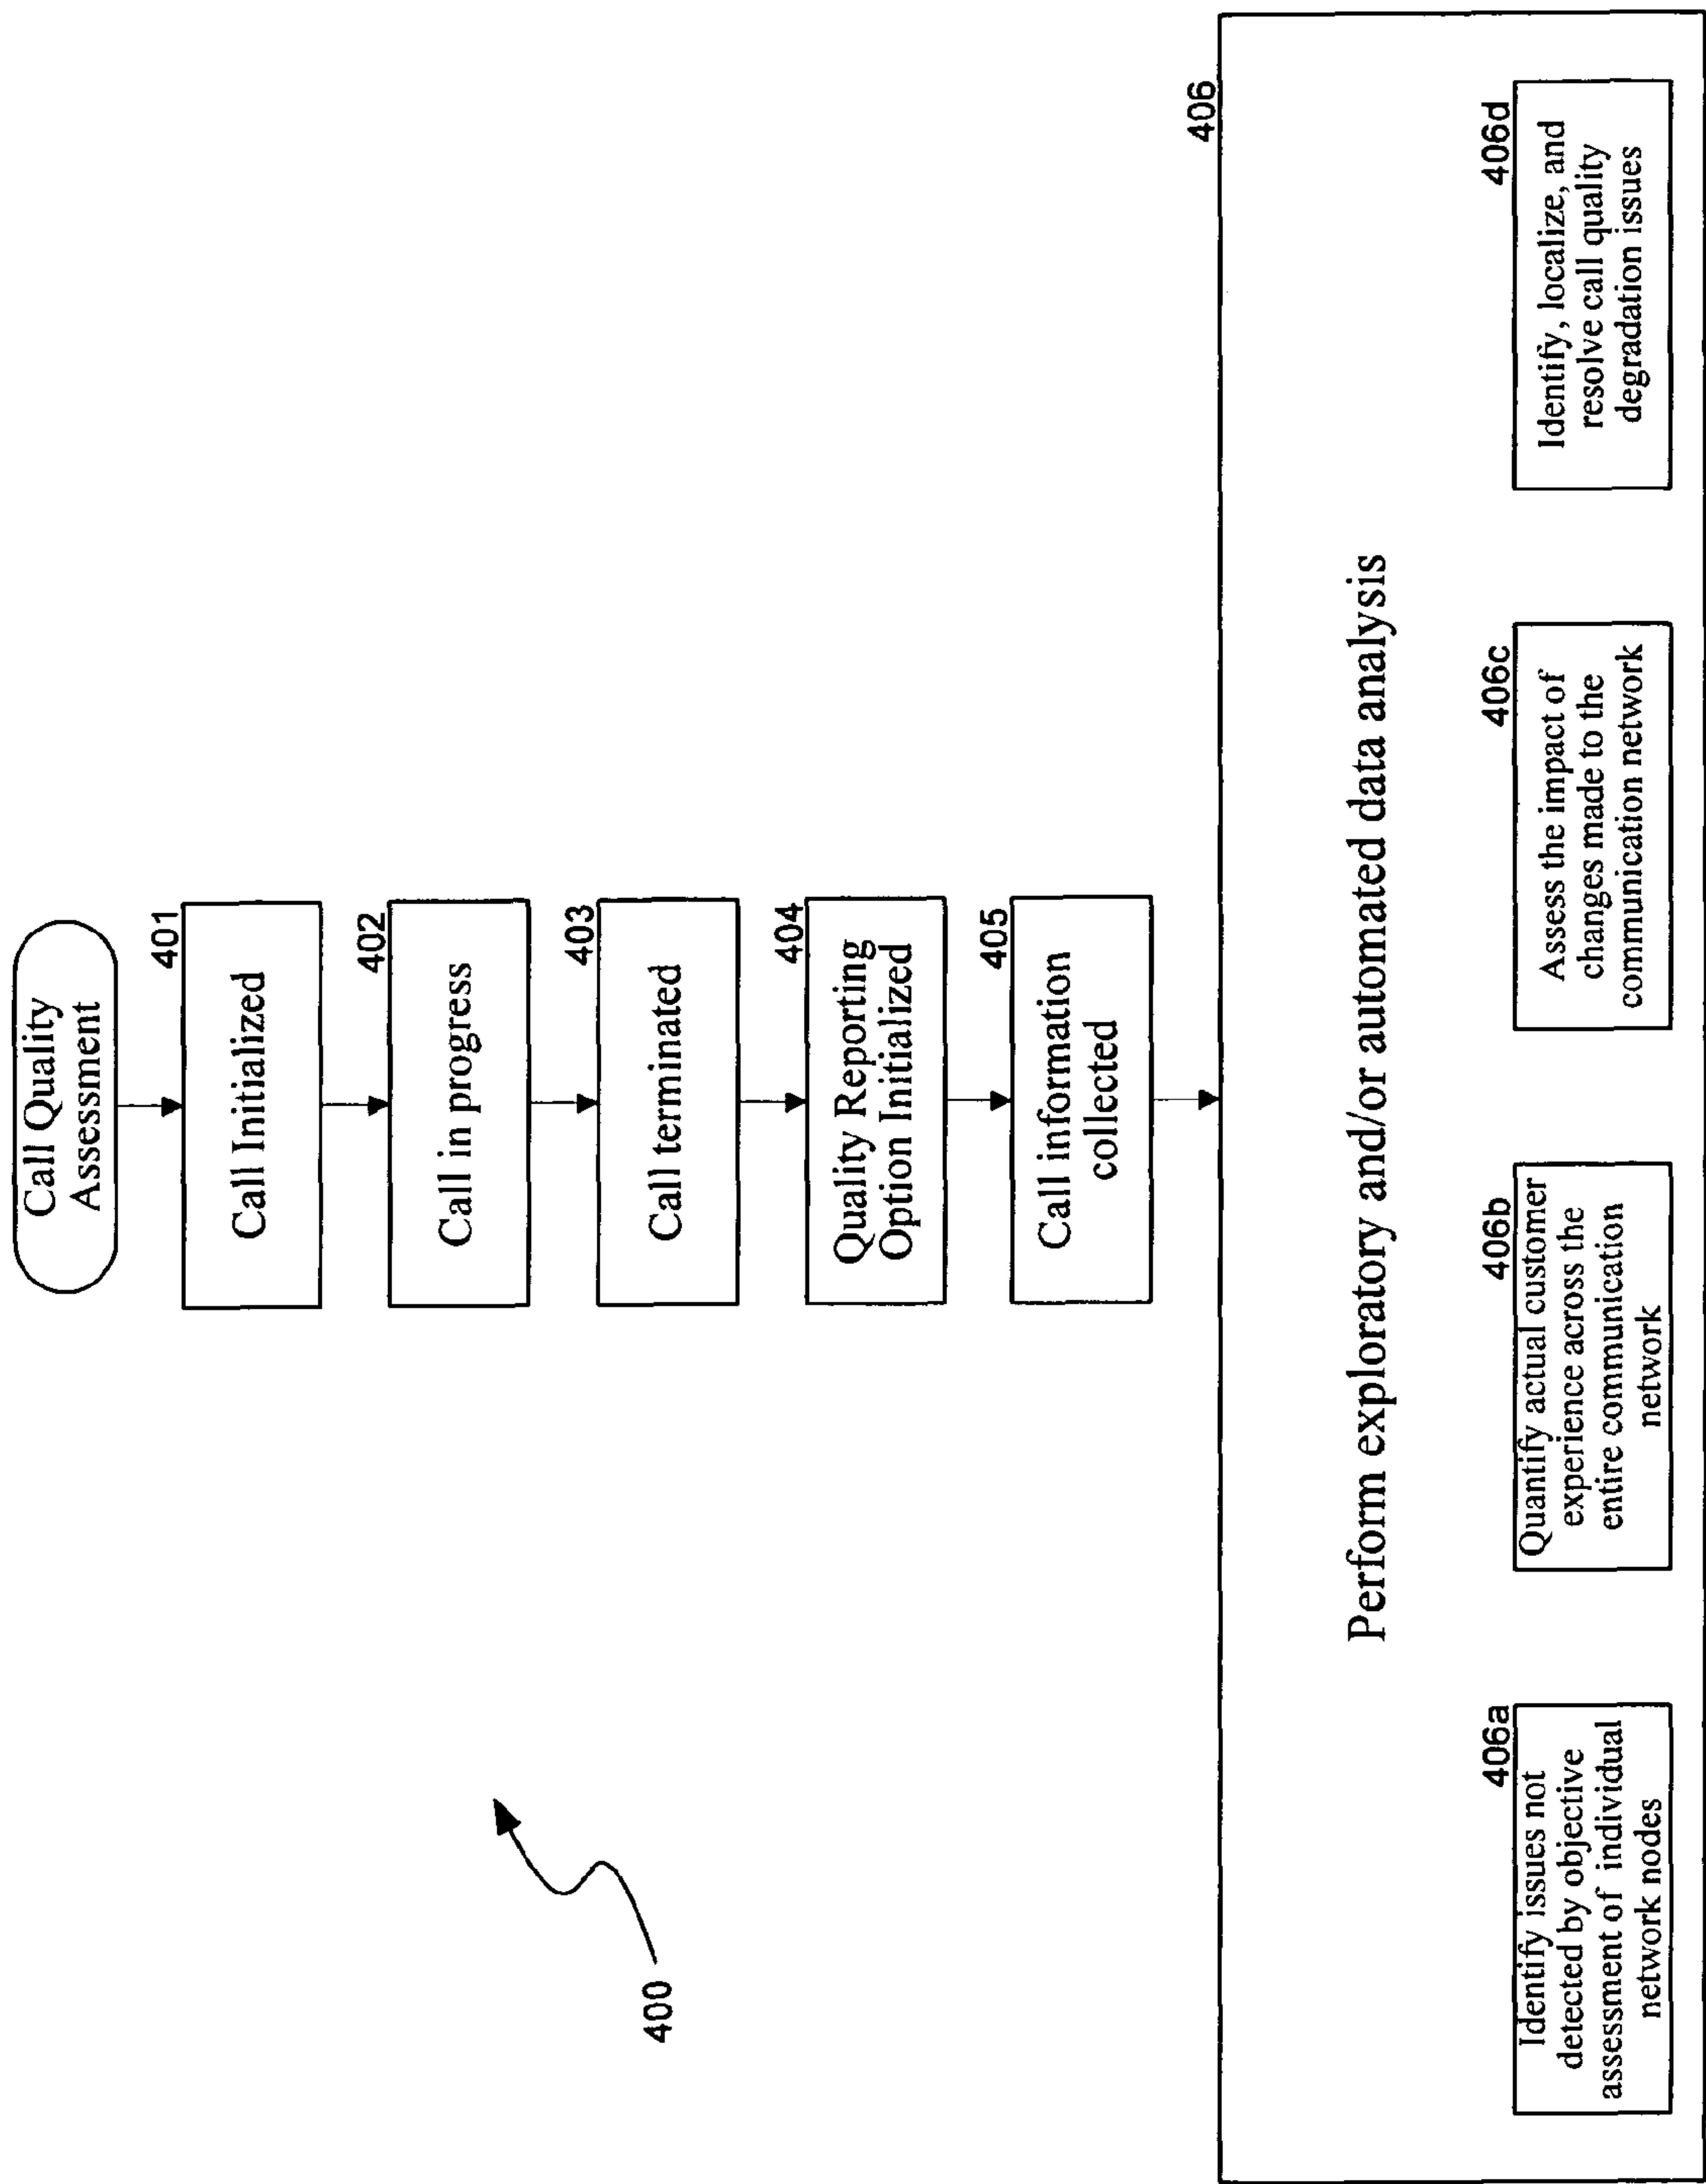 Call Quality
Assessment
401
Call Initialized
402
Call in progress
403
Call terminated
404
Quality Reporting
Option Initialized
405
Call information
collected
400
406
Perform exploratory and/or automated data analysis
406a
Identify issues not
detected by objective
assessment of individual
network nodes
406b
Quantify actual customer
experience across the
entire communication
network
406c
Assess the impact of
changes made to the
communication network
406d
Identify, localize, and
resolve call quality
degradation issues